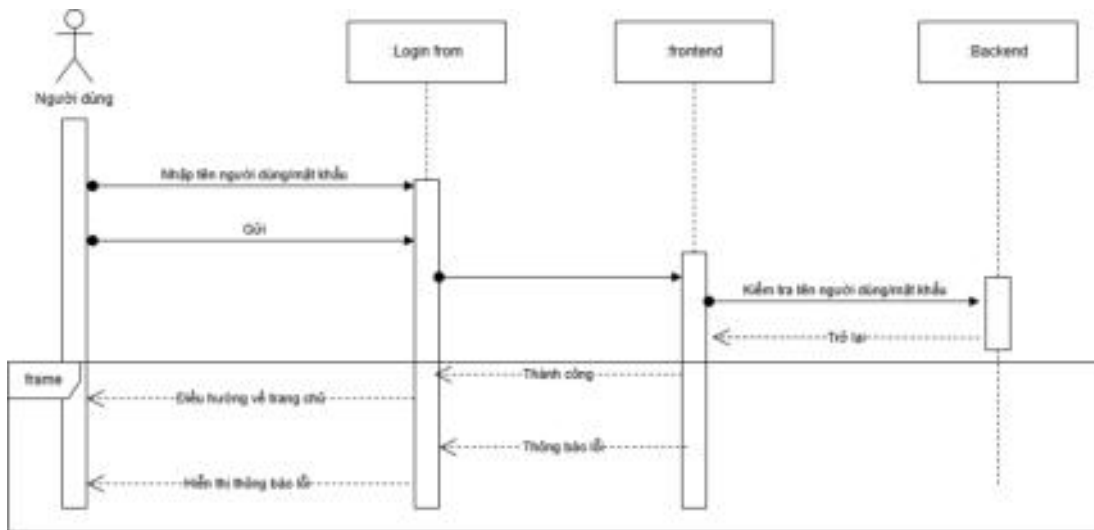 Login from
:frontend
:Backend
Người dùng
Nhập tên người dùng/mật khẩu
Gửi
Kiểm tra tên người dùng/mật khẩu
Trở lại
frame
Thành công
Điều hướng về trang chủ
Thông báo lỗi
Hiển thị thông báo lỗi